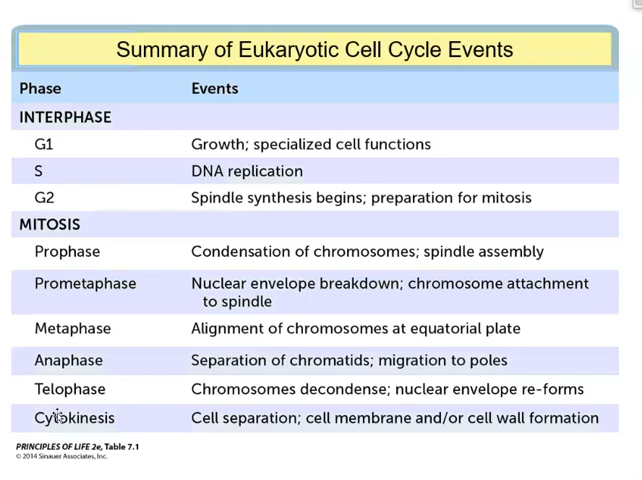 Summary of Eukaryotic Cell Cycle Events
Phase Events
INTERPHASE
G1 Growth; specialized cell functions
S DNA replication
G2 Spindle synthesis begins; preparation for mitosis
MITOSIS
Prophase Condensation of chromosomes; spindle assembly
Prometaphase Nuclear envelope breakdown; chromosome attachment
to spindle
Metaphase Alignment of chromosomes at equatorial plate
Anaphase Separation of chromatids; migration to poles
Telophase Chromosomes decondense; nuclear envelope re-forms
Cytokinesis Cell separation; cell membrane and/or cell wall formation
PRINCIPLES OF LIFE 2e, Table 7.1
© 2014 Sinauer Associates, Inc.